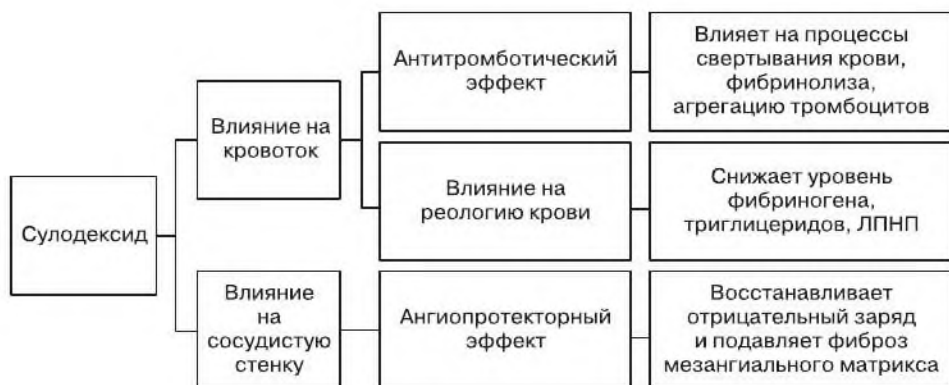 Сулодексид
Влияние на
кровоток
Антитромботический
эффект
Влияет на процессы
свертывания крови,
фибринолиза,
агрегацию тромбоцитов
Влияние на
реологию крови
Снижает уровень
фибриногена,
триглицеридов, ЛПНП
Влияние
на
сосудистую
стенку
Ангиопротекторный
эффект
Восстанавливает
отрицательный заряд
и подавляет фиброз
мезангиального матрикса